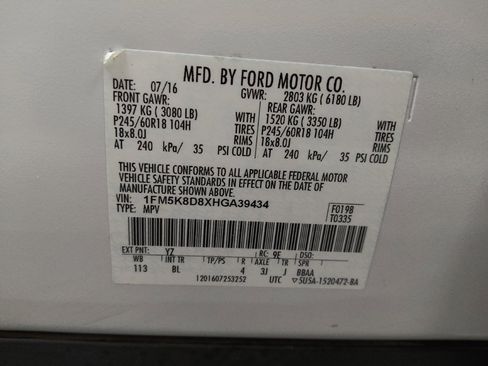 MFD. BY FORD MOTOR CO.
DATE: 07/16 GVWR: 2803 KG ( 6180 LB)
FRONT GAWR: REAR GAWR:
1397 KG ( 3080 LB) 1520 KG ( 3350 LB)
P245/60R18 104H WITH TIRES P245/60R18 104H WITH TIRES
18x8.0J RIMS 18x8.0J RIMS
AT 240 kPa/ 35 PSI COLD AT 240 kPa/ 35 PSI COLD
THIS VEHICLE CONFORMS TO ALL APPLICABLE FEDERAL MOTOR
VEHICLE SAFETY STANDARDS IN EFFECT ON THE DATE OF
MANUFACTURE SHOWN ABOVE.
VIN: 1FM5K8D8XHGA39434 F0198
TYPE: MPV T0335
EXT PNT: YZ RC: 9E DSO:
WB INT TR TP/PS R AXLE TR SPR
113 BL 4 3J J BBAA
1201607253252 UTC ▽5U5A-1520472-BA